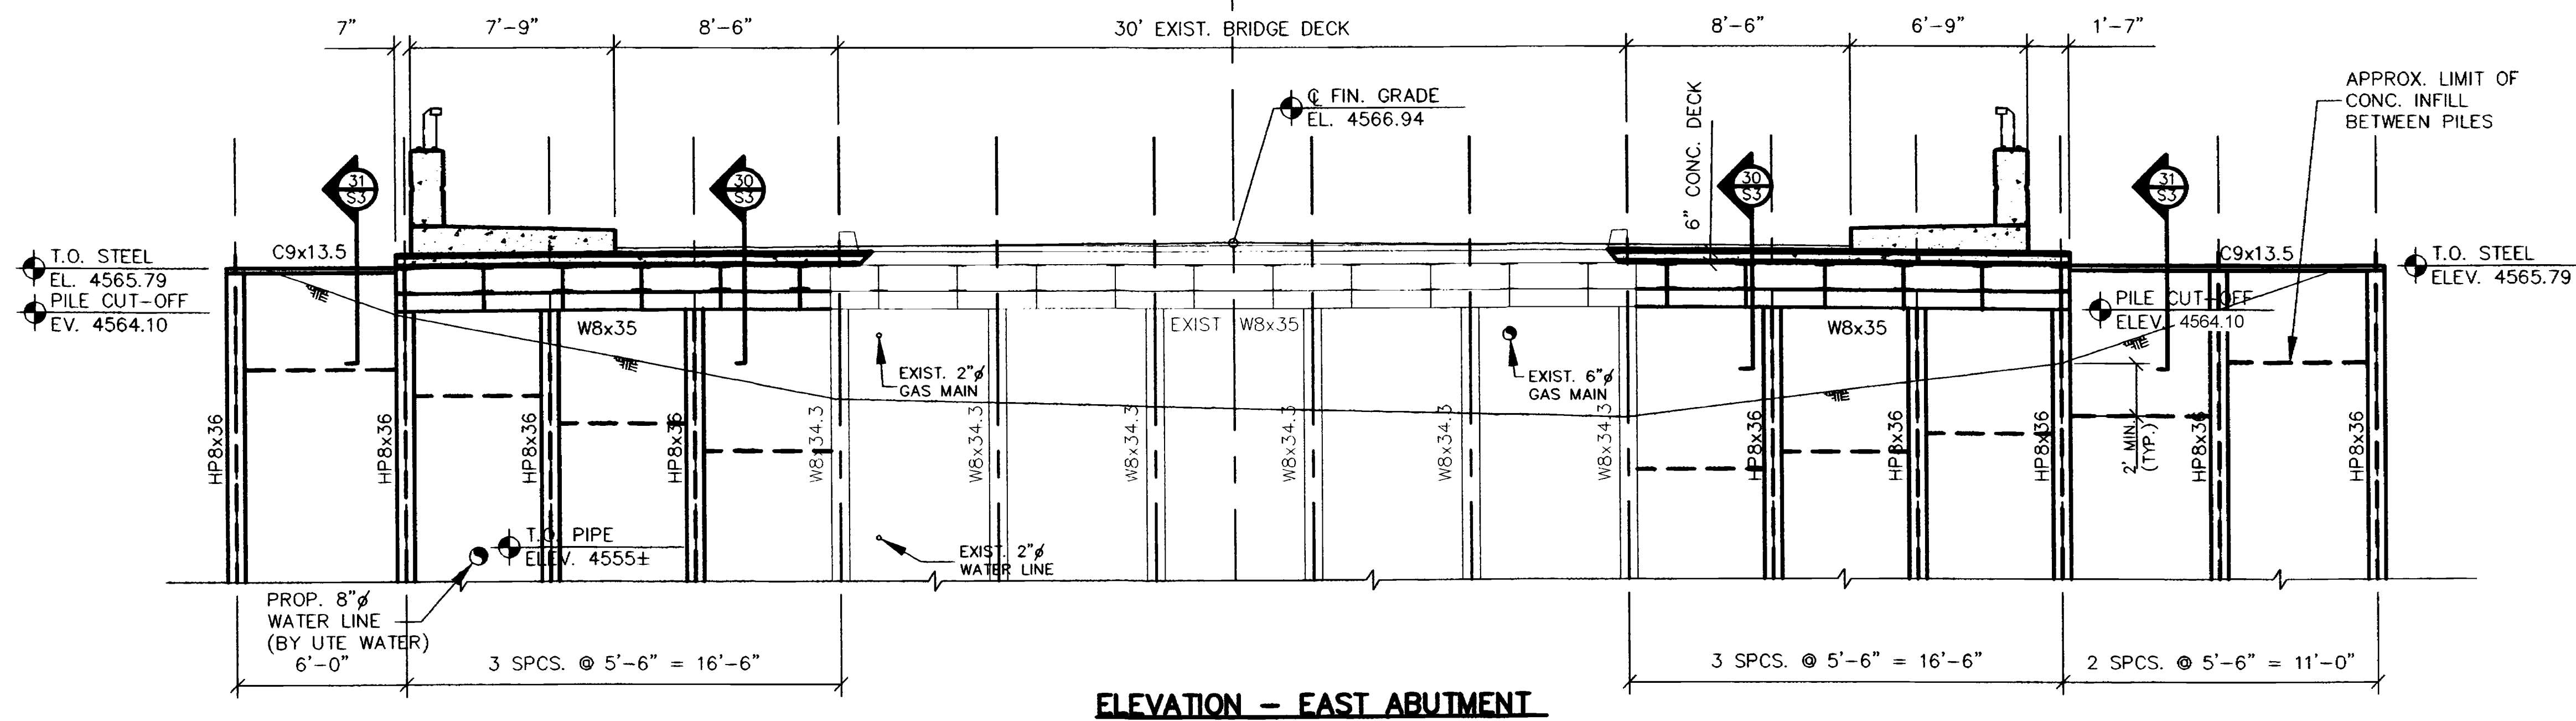 7"
7'-9"
8'-6"
30' EXIST. BRIDGE DECK
8'-6"
6'-9"
1'-7"
APPROX. LIMIT OF
CONC. INFILL
BETWEEN PILES
℄ FIN. GRADE
EL. 4566.94
6" CONC. DECK
31
S3
30
S3
30
S3
31
S3
T.O. STEEL
EL. 4565.79
PILE CUT-OFF
EV. 4564.10
C9x13.5
C9x13.5
T.O. STEEL
ELEV. 4565.79
PILE CUT-OFF
ELEV. 4564.10
W8x35
EXIST W8x35
W8x35
EXIST. 2"⌀
GAS MAIN
EXIST. 6"⌀
GAS MAIN
HP8x36
HP8x36
HP8x36
HP8x36
W8x34.3
W8x34.3
W8x34.3
W8x34.3
W8x34.3
W8x34.3
HP8x36
HP8x36
HP8x36
2' MIN.
(TYP.)
HP8x36
HP8x36
T.O. PIPE
ELEV. 4555±
EXIST. 2"⌀
WATER LINE
PROP. 8"⌀
WATER LINE
(BY UTE WATER)
6'-0"
3 SPCS. @ 5'-6" = 16'-6"
3 SPCS. @ 5'-6" = 16'-6"
2 SPCS. @ 5'-6" = 11'-0"
ELEVATION - EAST ABUTMENT